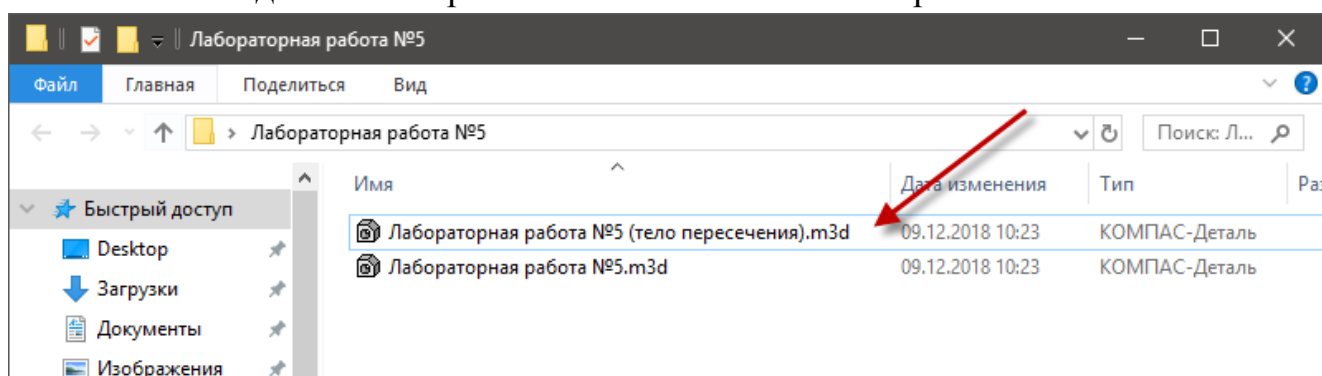 Лабораторная работа №5
Файл Главная Поделиться Вид
Лабораторная работа №5 Поиск: Л...
Имя Дата изменения Тип Раз
Быстрый доступ
Лабораторная работа №5 (тело пересечения).m3d 09.12.2018 10:23 КОМПАС-Деталь
Desktop
Лабораторная работа №5.m3d 09.12.2018 10:23 КОМПАС-Деталь
Загрузки
Документы
Изображения